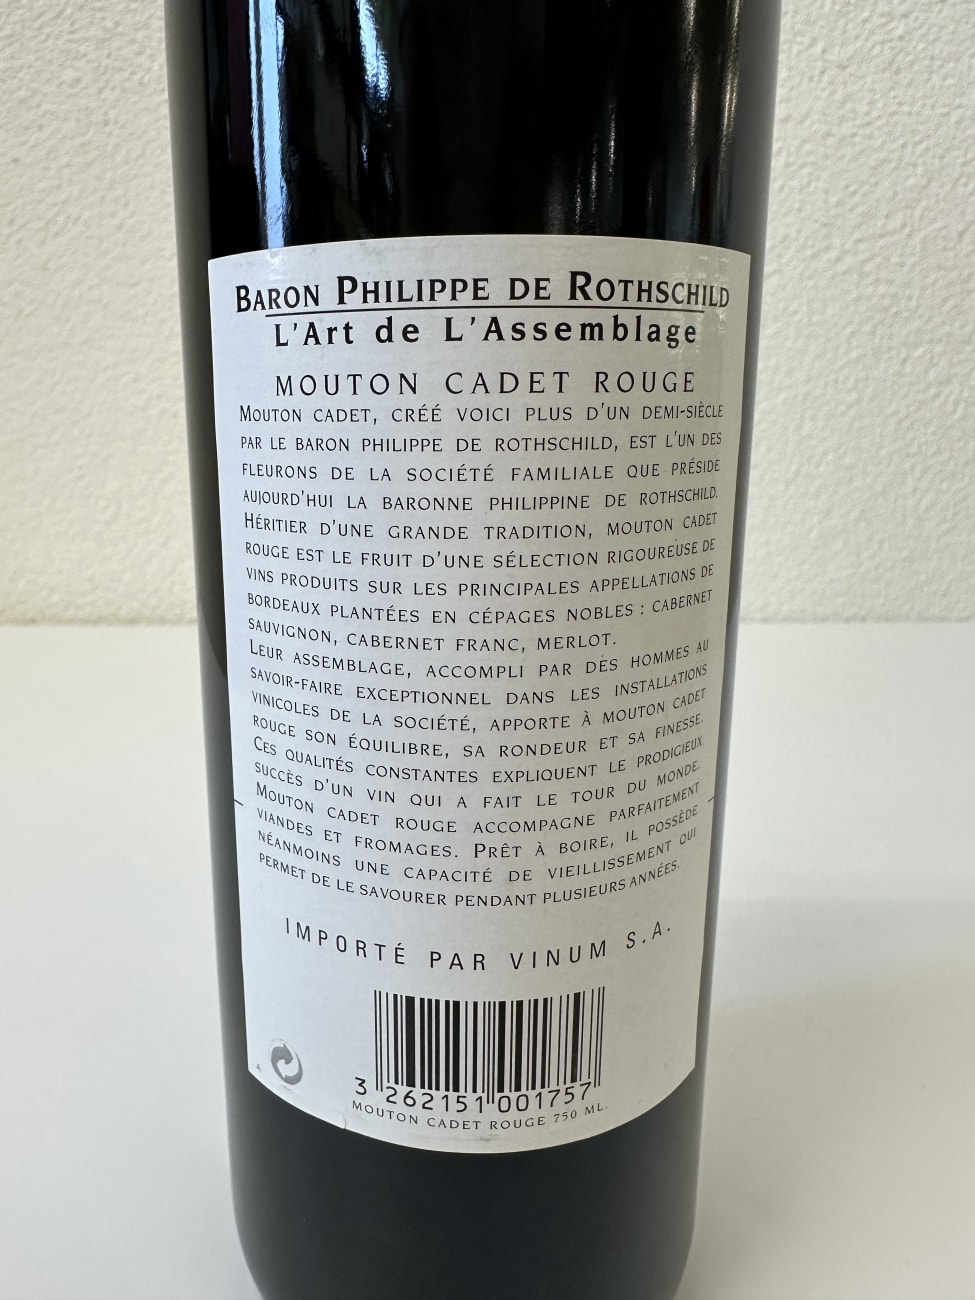 BARON PHILIPPE DE ROTHSCHILD
L'Art de L'Assemblage
MOUTON CADET ROUGE
MOUTON CADET, CRÉÉ VOICI PLUS D'UN DEMI-SIÈCLE
PAR LE BARON PHILIPPE DE ROTHSCHILD, EST L'UN DES
FLEURONS DE LA SOCIÉTÉ FAMILIALE QUE PRÉSIDE
AUJOURD'HUI LA BARONNE PHILIPPINE DE ROTHSCHILD.
HÉRITIER D'UNE GRANDE TRADITION, MOUTON CADET
ROUGE EST LE FRUIT D'UNE SÉLECTION RIGOUREUSE DE
VINS PRODUITS SUR LES PRINCIPALES APPELLATIONS DE
BORDEAUX PLANTÉES EN CÉPAGES NOBLES : CABERNET
SAUVIGNON, CABERNET FRANC, MERLOT.
LEUR ASSEMBLAGE, ACCOMPLI PAR DES HOMMES AU
SAVOIR-FAIRE EXCEPTIONNEL DANS LES INSTALLATIONS
VINICOLES DE LA SOCIÉTÉ, APPORTE À MOUTON CADET
ROUGE SON ÉQUILIBRE, SA RONDEUR ET SA FINESSE.
CES QUALITÉS CONSTANTES EXPLIQUENT LE PRODIGIEUX
SUCCÈS D'UN VIN QUI A FAIT LE TOUR DU MONDE.
MOUTON CADET ROUGE ACCOMPAGNE PARFAITEMENT
VIANDES ET FROMAGES. PRÊT À BOIRE, IL POSSÈDE
NÉANMOINS UNE CAPACITÉ DE VIEILLISSEMENT QUI
PERMET DE LE SAVOURER PENDANT PLUSIEURS ANNÉES.
IMPORTÉ PAR VINUM S.A.
3 262151 001757
MOUTON CADET ROUGE 750 ML.